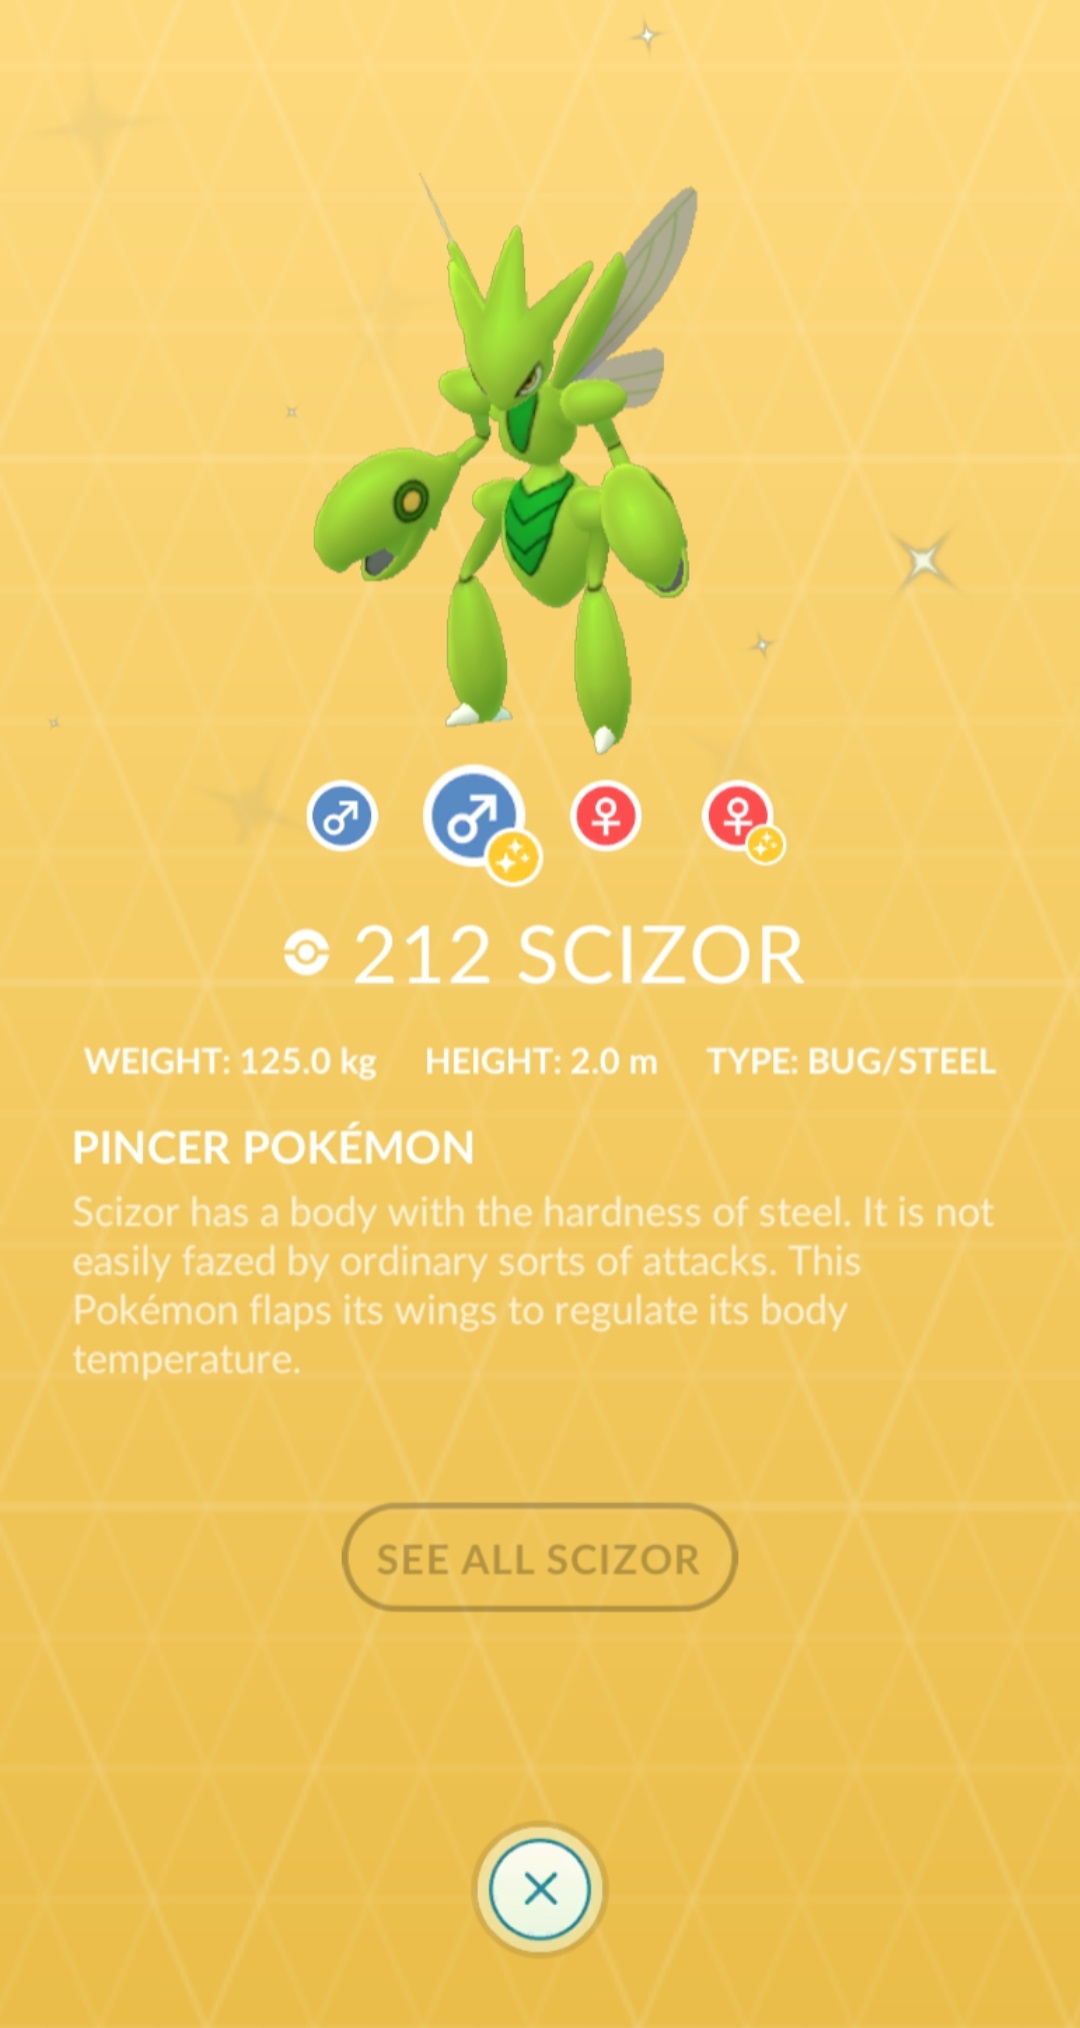 212 SCIZOR
WEIGHT: 125.0 kg HEIGHT: 2.0 m TYPE: BUG/STEEL
PINCER POKÉMON
Scizor has a body with the hardness of steel. It is not
easily fazed by ordinary sorts of attacks. This
Pokémon flaps its wings to regulate its body
temperature.
SEE ALL SCIZOR